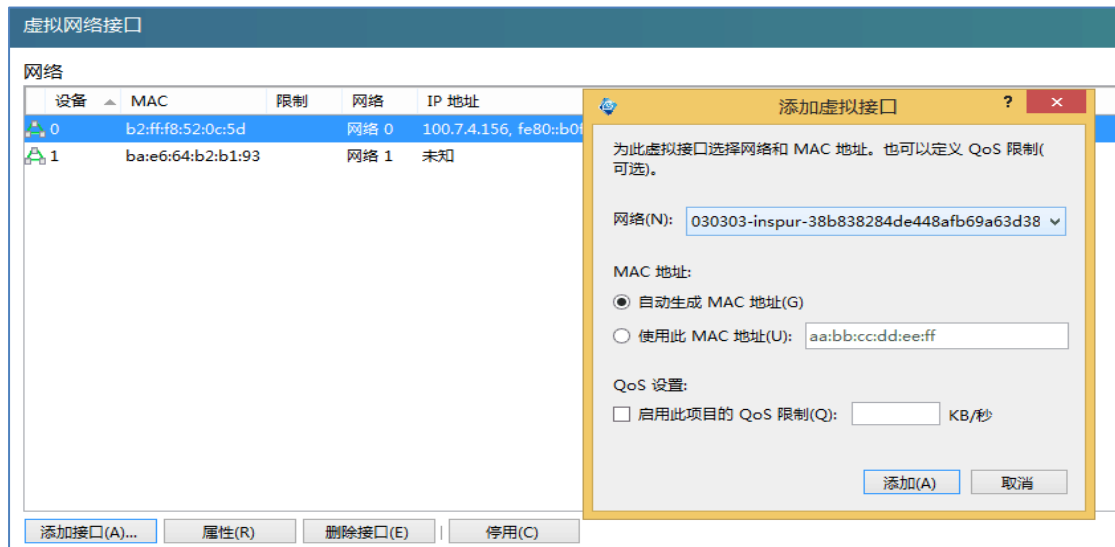 虚拟网络接口
网络
设备 MAC 限制 网络 IP 地址
0 b2:ff:f8:52:0c:5d 网络 0 100.7.4.156, fe80::b0f
1 ba:e6:64:b2:b1:93 网络 1 未知
添加虚拟接口 ?
为此虚拟接口选择网络和 MAC 地址。也可以定义 QoS 限制(
可选)。
网络(N): 030303-inspur-38b838284de448afb69a63d38
MAC 地址:
自动生成 MAC 地址(G)
使用此 MAC 地址(U): aa:bb:cc:dd:ee:ff
QoS 设置:
启用此项目的 QoS 限制(Q): KB/秒
添加(A) 取消
添加接口(A)... 属性(R) 删除接口(E) 停用(C)